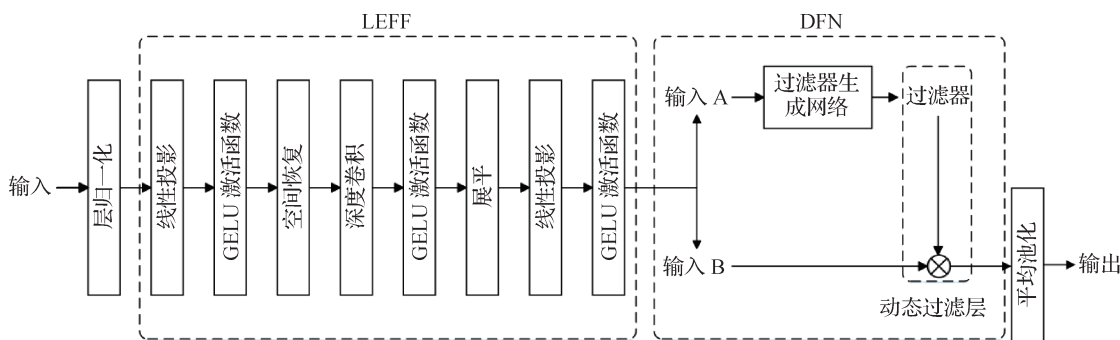 LEFF
DFN
输入
层归一化
线性投影
GELU 激活函数
空间恢复
深度卷积
GELU 激活函数
展平
线性投影
GELU 激活函数
输入 A
过滤器生
成网络
过滤器
输入 B
动态过滤层
平均池化
输出